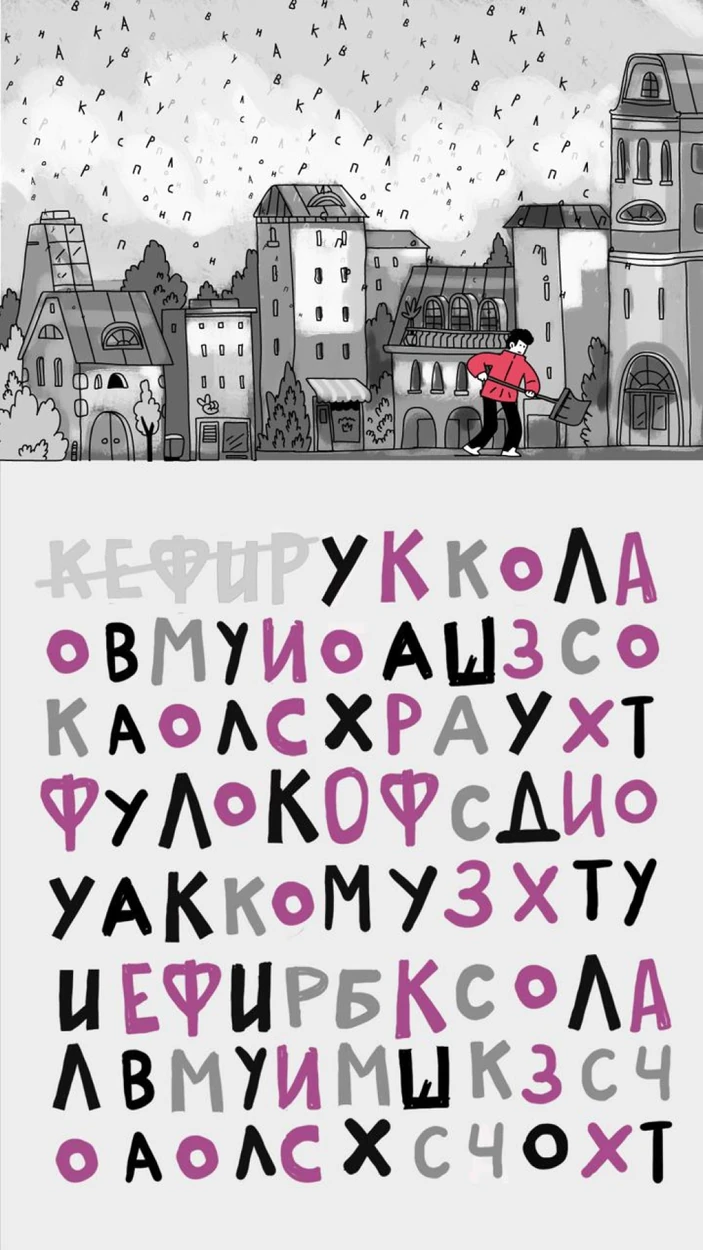 КЕФИРУККОЛА
ОВМУИОАШЗСО
КАОЛСХРАУХТ
ФУЛОКОФСДИО
УАККОМУЗХТУ
ИЕФИРБКСОЛА
ЛВМУИМШКЗСЧ
ОАОЛСХСЧОХТ